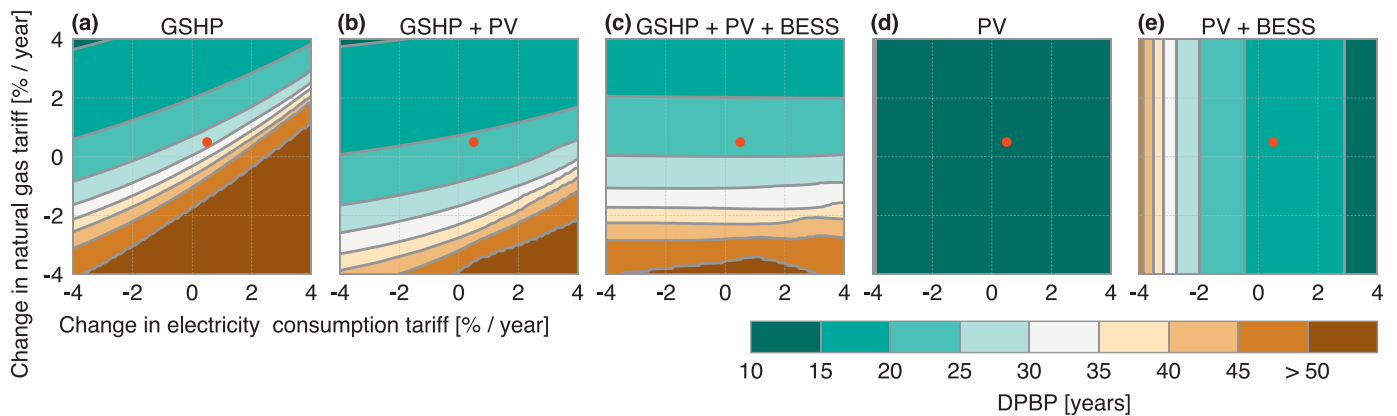 (a) GSHP (b) GSHP + PV (c) GSHP + PV + BESS (d) PV (e) PV + BESS
Change in natural gas tariff [% / year]
4
2
0
-2
-4
-4 -2 0 2 4 -4 -2 0 2 4 -4 -2 0 2 4 -4 -2 0 2 4 -4 -2 0 2 4
Change in electricity consumption tariff [% / year]
10 15 20 25 30 35 40 45 > 50
DPBP [years]